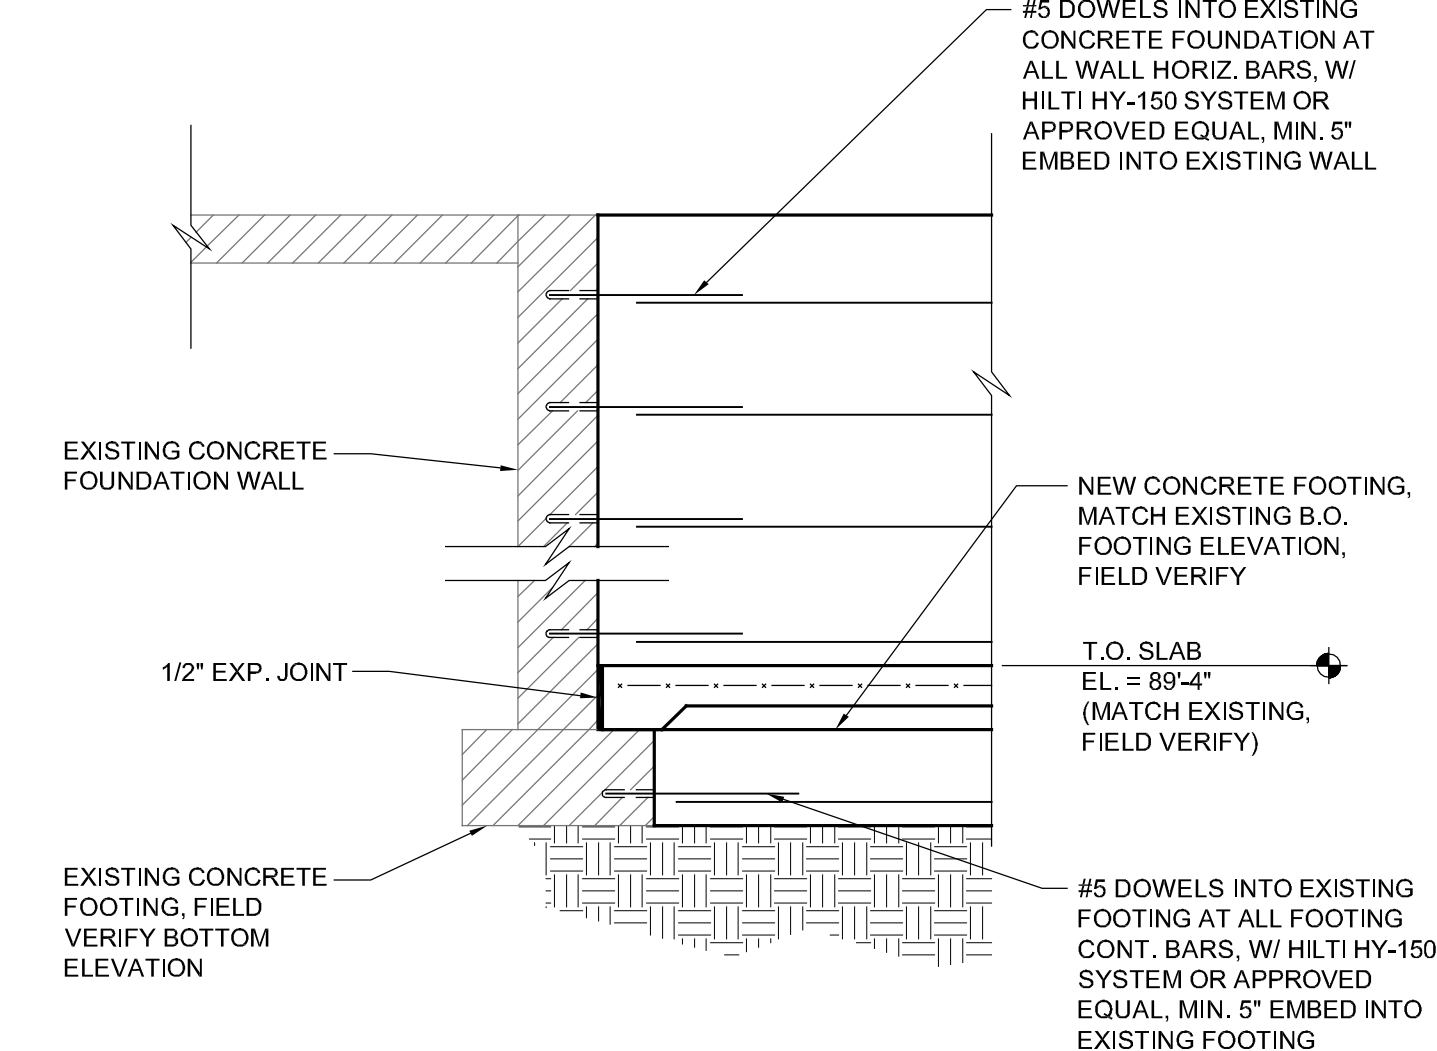 #5 DOWELS INTO EXISTING
CONCRETE FOUNDATION AT
ALL WALL HORIZ. BARS, W/
HILTI HY-150 SYSTEM OR
APPROVED EQUAL, MIN. 5"
EMBED INTO EXISTING WALL
EXISTING CONCRETE
FOUNDATION WALL
NEW CONCRETE FOOTING,
MATCH EXISTING B.O.
FOOTING ELEVATION,
FIELD VERIFY
1/2" EXP. JOINT
T.O. SLAB
EL. = 89'-4"
(MATCH EXISTING,
FIELD VERIFY)
EXISTING CONCRETE
FOOTING, FIELD
VERIFY BOTTOM
ELEVATION
#5 DOWELS INTO EXISTING
FOOTING AT ALL FOOTING
CONT. BARS, W/ HILTI HY-150
SYSTEM OR APPROVED
EQUAL, MIN. 5" EMBED INTO
EXISTING FOOTING